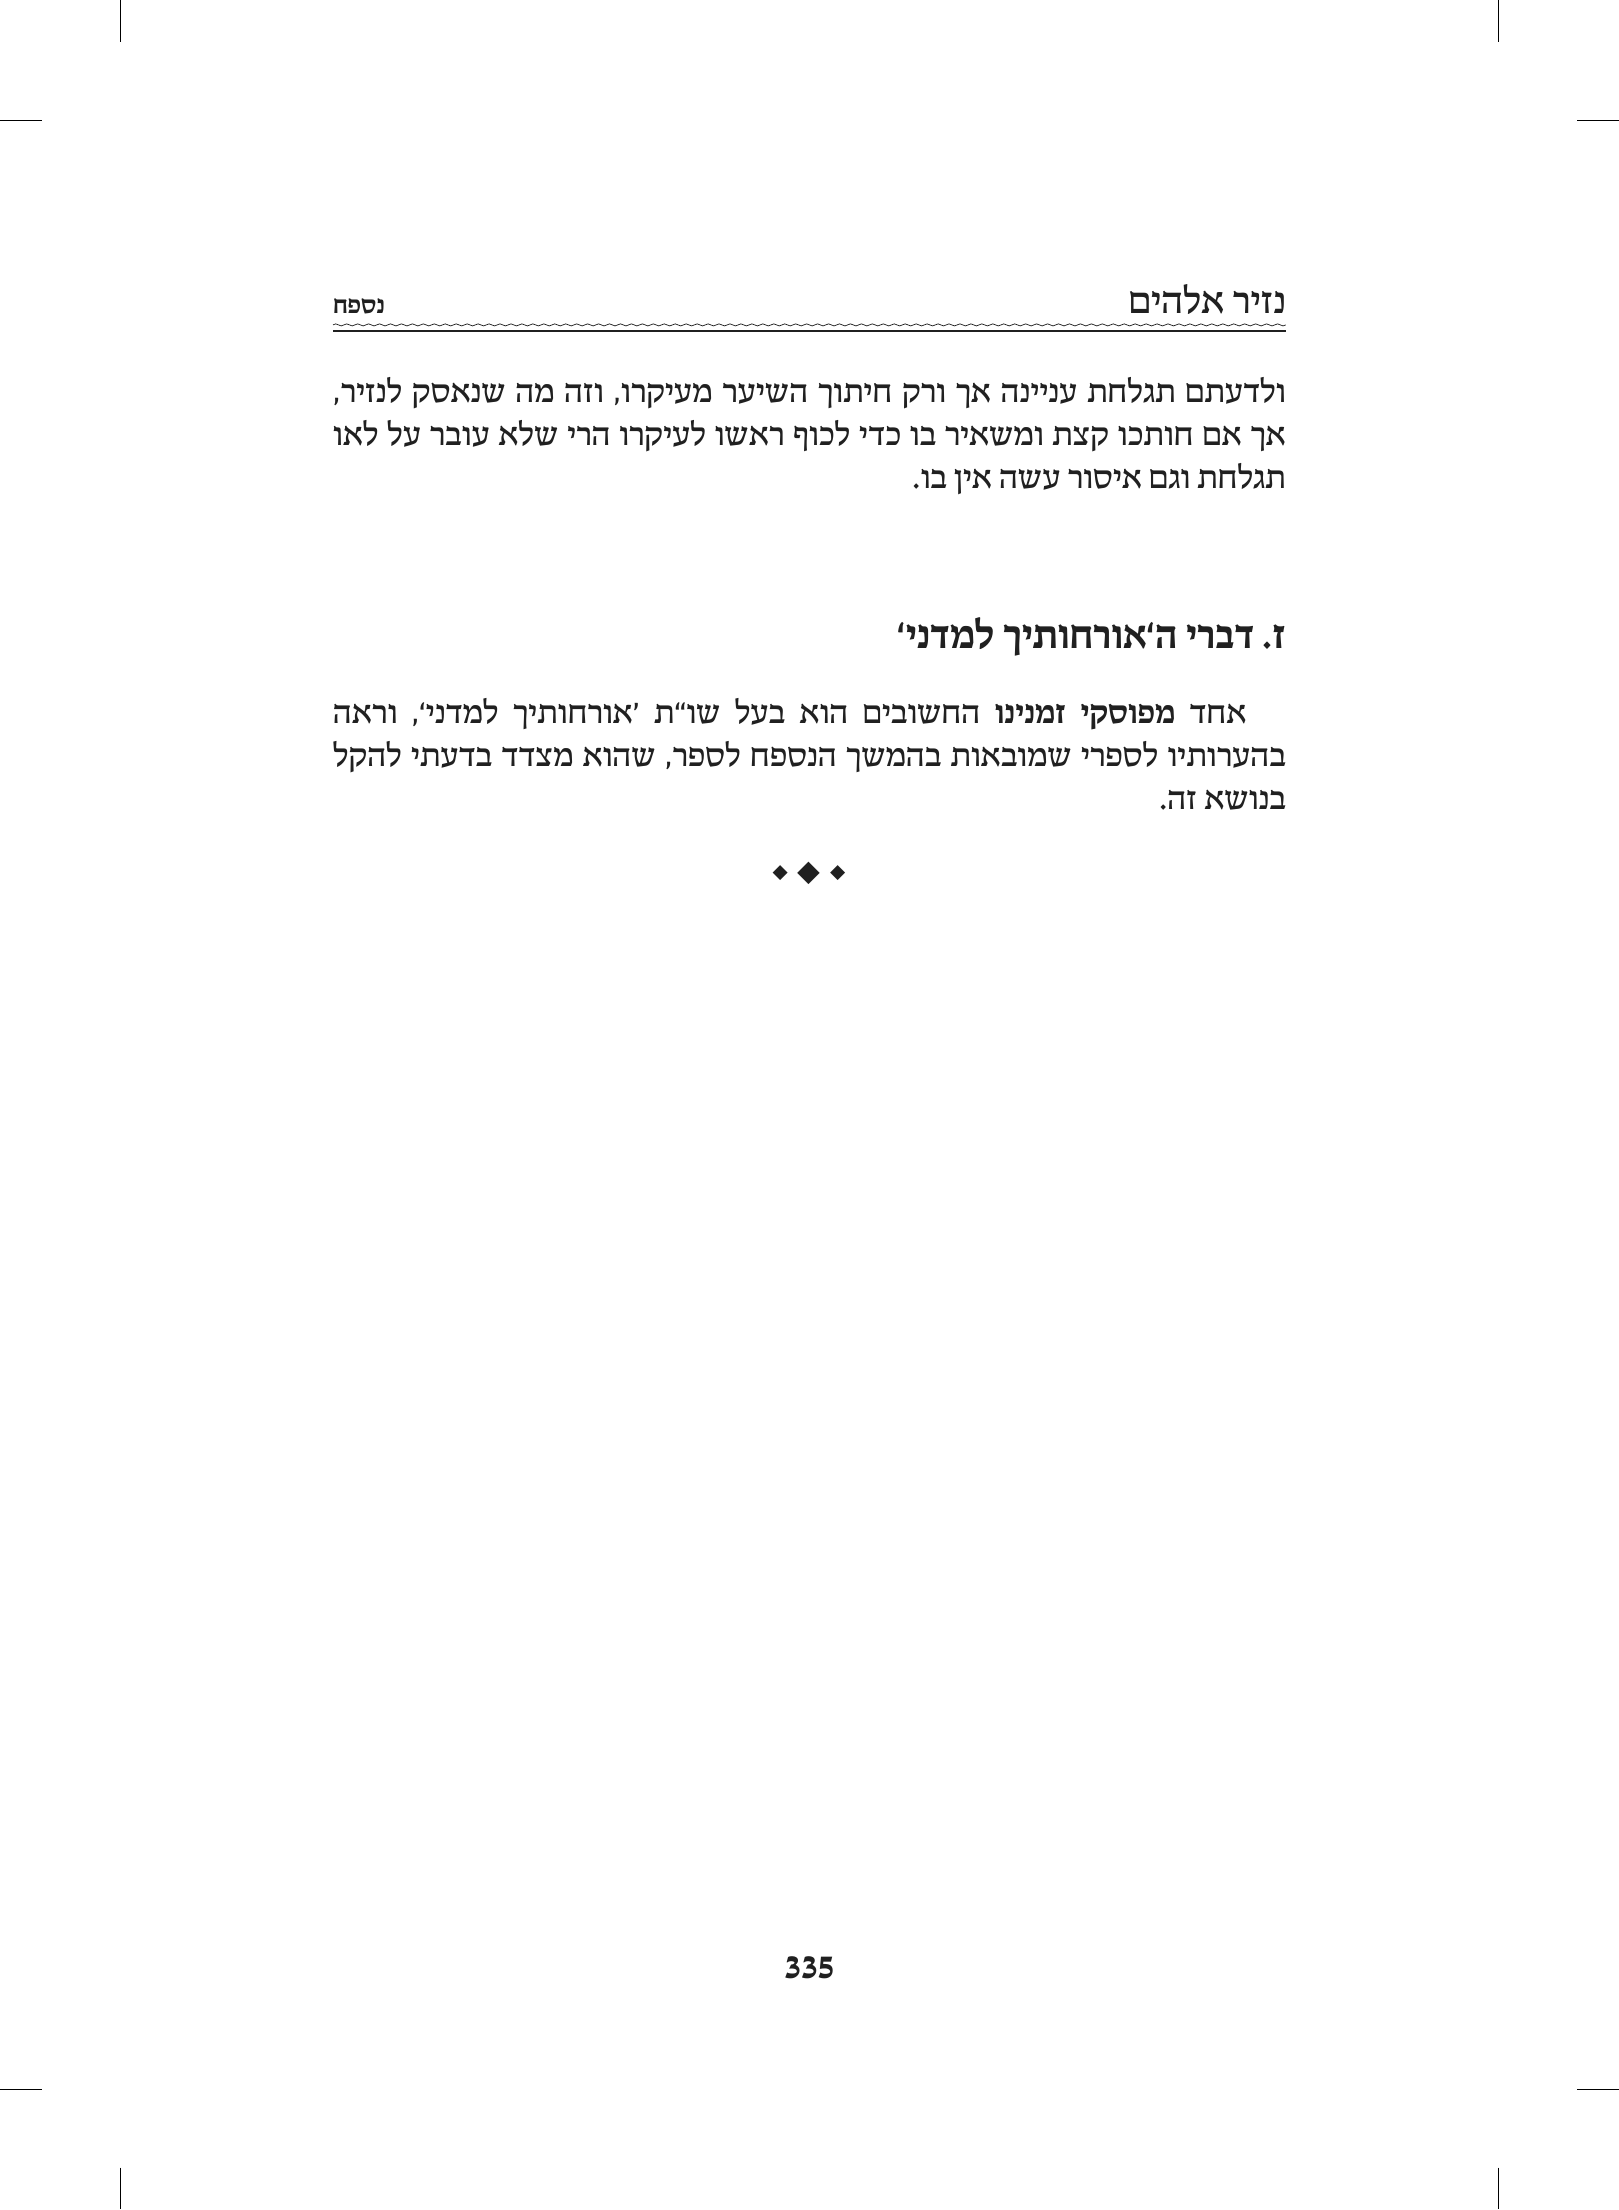 נזיר אלהים
נספח
ולדעתם תגלחת עניינה אך ורק חיתוך השיער מעיקרו, וזה מה שנאסק לנזיר,
אך אם חותכו קצת ומשאיר בו כדי לכוף ראשו לעיקרו הרי שלא עובר על לאו
תגלחת וגם איסור עשה אין בו.
ז. דברי ה‘אורחותיך למדני‘
אחד מפוסקי זמנינו החשובים הוא בעל שו“ת ’אורחותיך למדני‘, וראה
בהערותיו לספרי שמובאות בהמשך הנספח לספר, שהוא מצדד בדעתי להקל
בנושא זה.
335